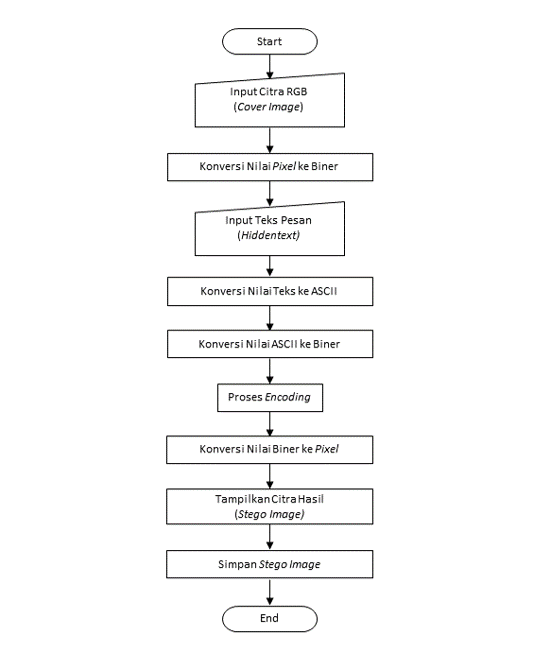 Start
Input Citra RGB
(Cover Image)
Konversi Nilai Pixel ke Biner
Input Teks Pesan
(Hiddentext)
Konversi Nilai Teks ke ASCII
Konversi Nilai ASCII ke Biner
Proses Encoding
Konversi Nilai Biner ke Pixel
Tampilkan Citra Hasil
(Stego Image)
Simpan Stego Image
End